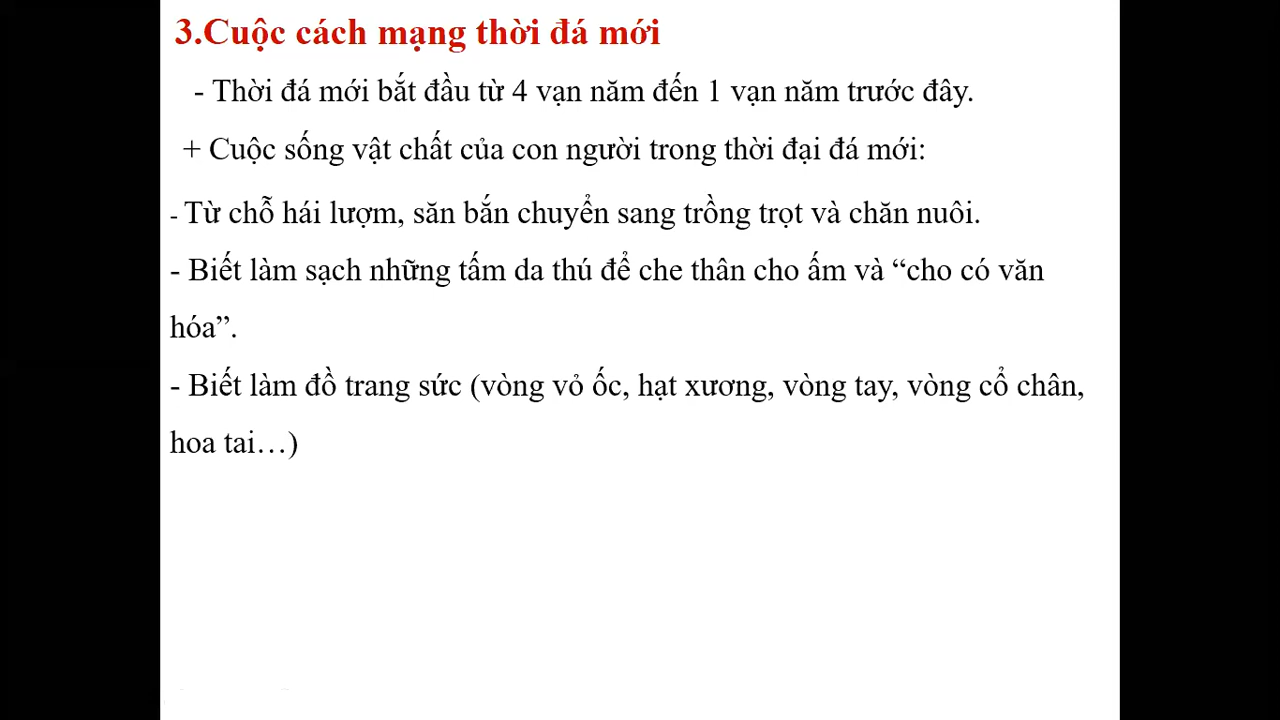 3.Cuộc cách mạng thời đá mới
- Thời đá mới bắt đầu từ 4 vạn năm đến 1 vạn năm trước đây.
+ Cuộc sống vật chất của con người trong thời đại đá mới:
- Từ chỗ hái lượm, săn bắn chuyển sang trồng trọt và chăn nuôi.
- Biết làm sạch những tấm da thú để che thân cho ấm và “cho có văn
hóa”.
- Biết làm đồ trang sức (vòng vỏ ốc, hạt xương, vòng tay, vòng cổ chân,
hoa tai…)